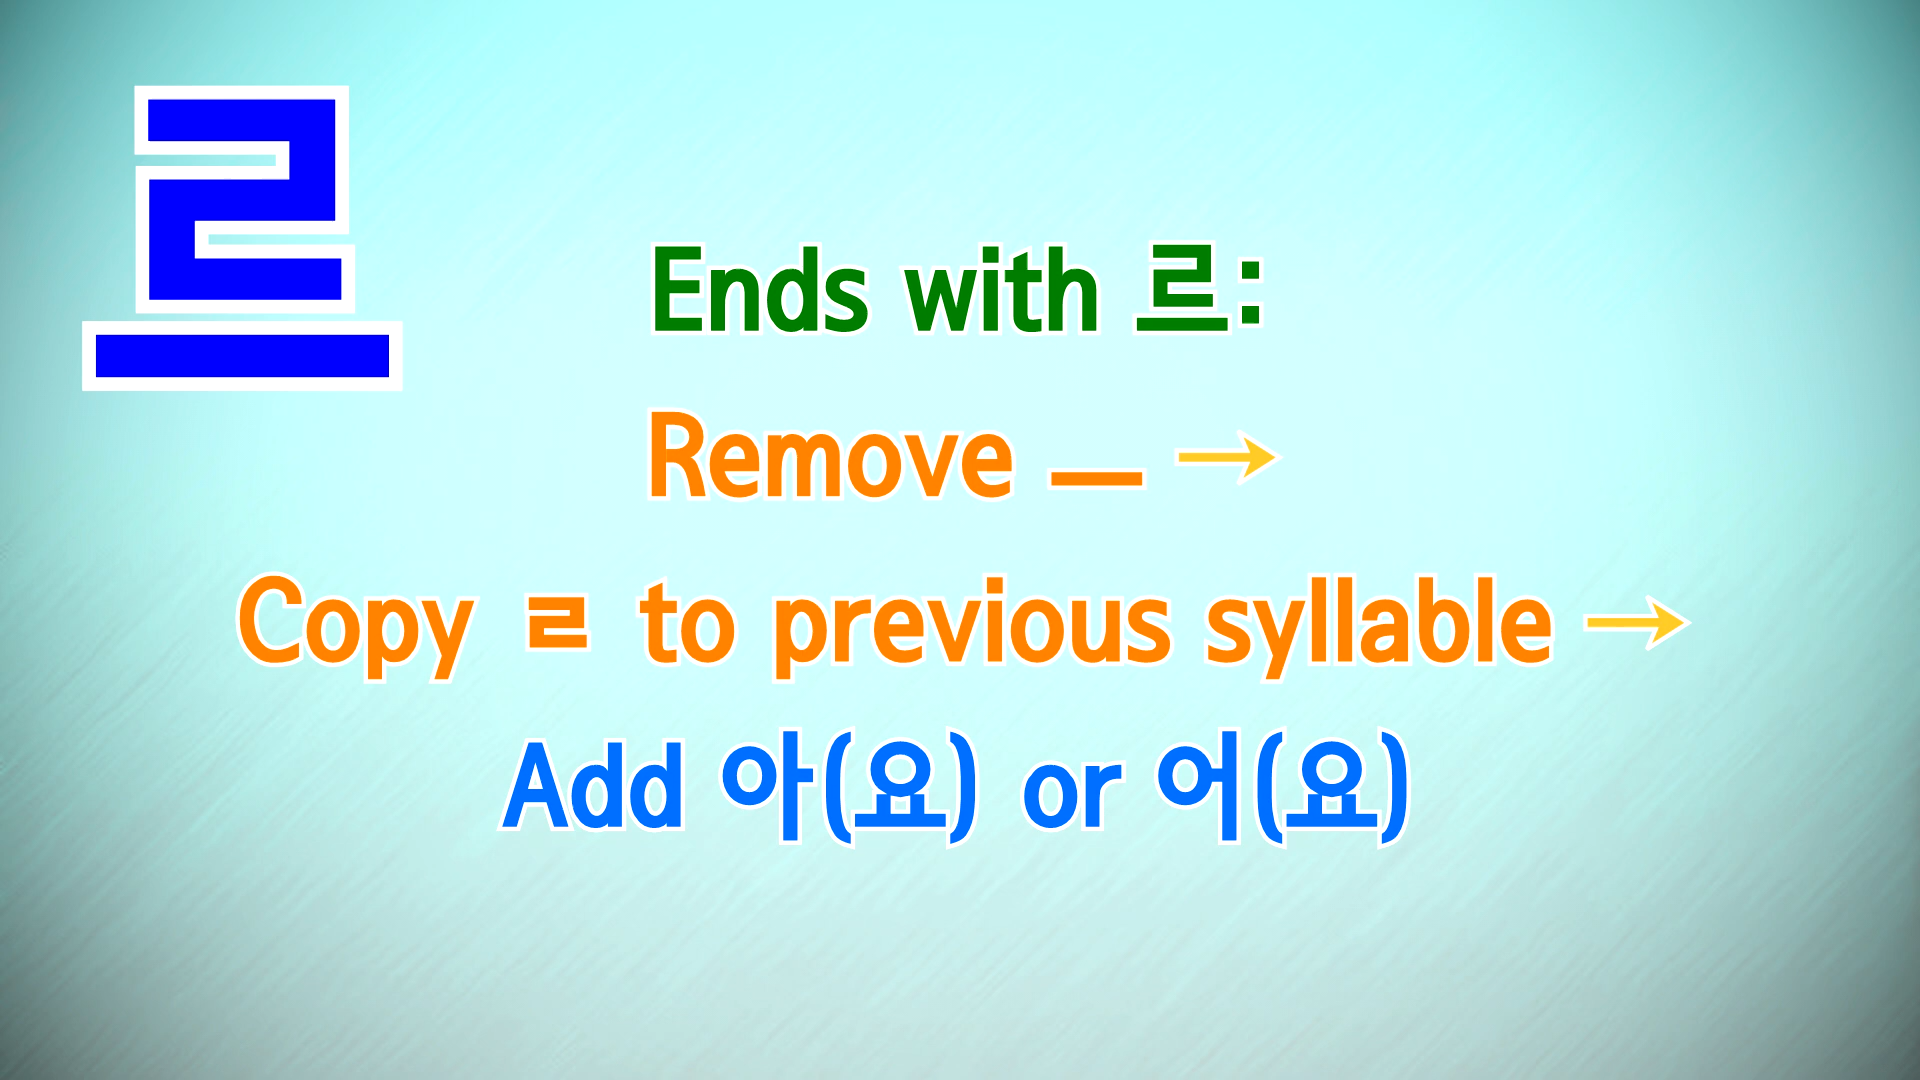 르
Ends with 르:
Remove ㅡ →
Copy ㄹ to previous syllable →
Add 아(요) or 어(요)